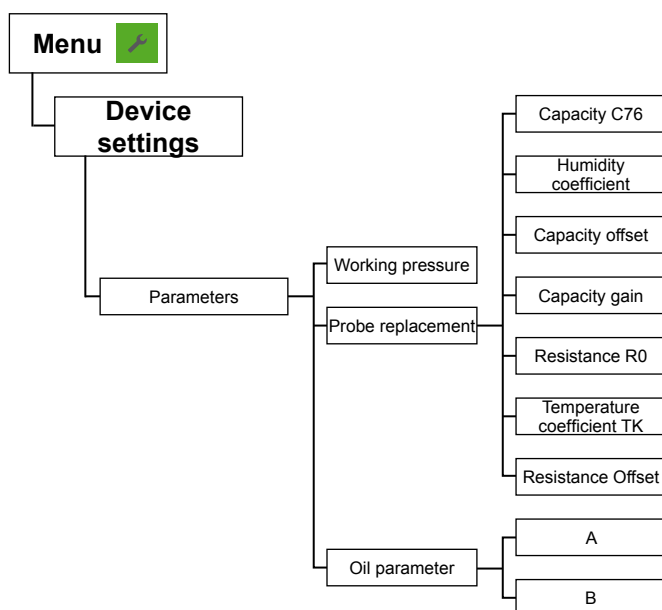 Menu
Device
settings
Parameters
Working pressure
Probe replacement
Oil parameter
Capacity C76
Humidity
coefficient
Capacity offset
Capacity gain
Resistance R0
Temperature
coefficient TK
Resistance Offset
A
B